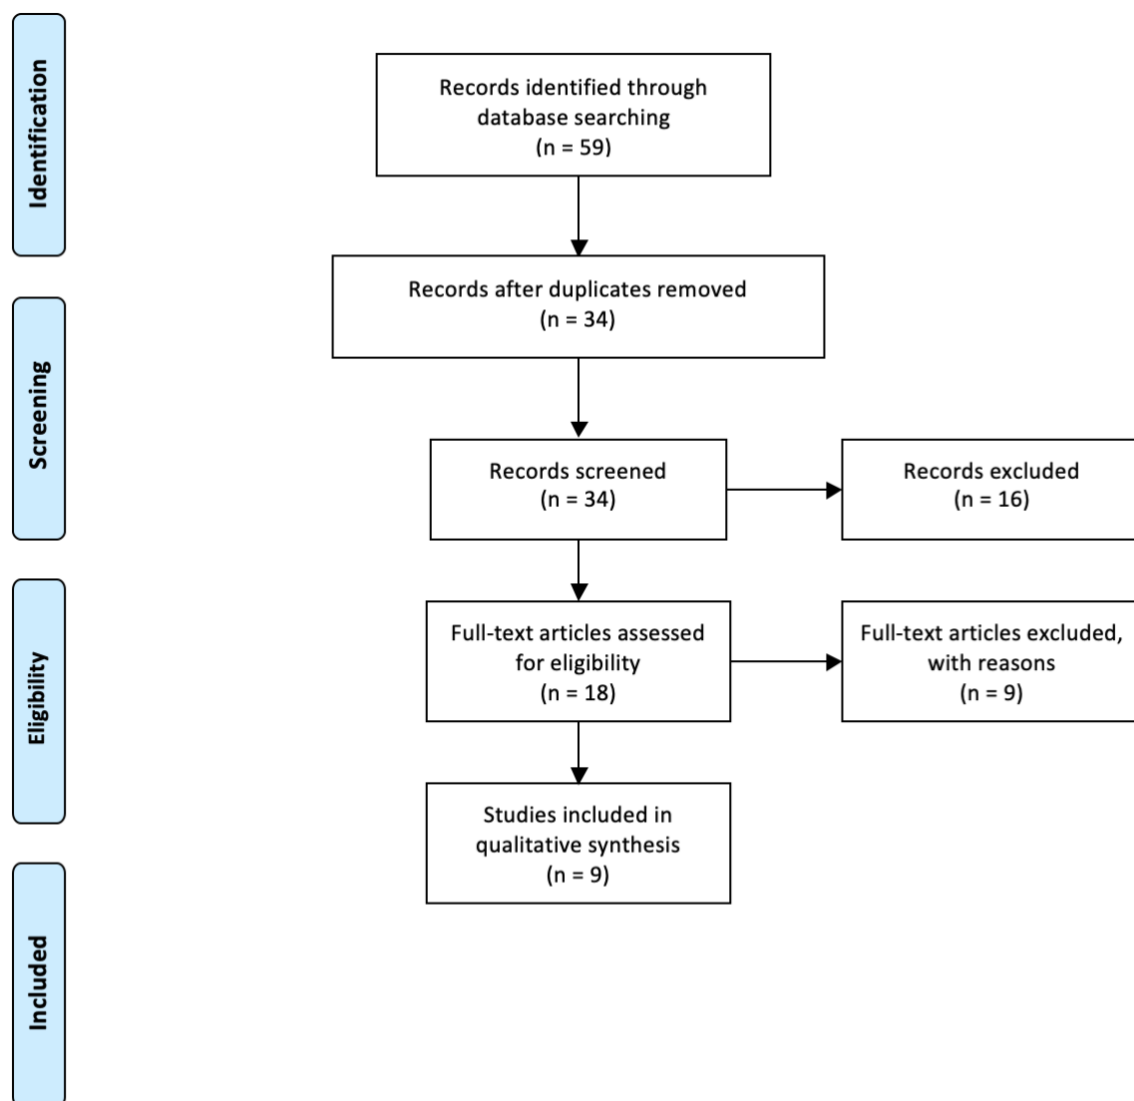 Identification
Records identified through
database searching
(n = 59)
Records after duplicates removed
(n = 34)
Screening
Records screened
(n = 34)
Records excluded
(n = 16)
Eligibility
Full-text articles assessed
for eligibility
(n = 18)
Full-text articles excluded,
with reasons
(n = 9)
Studies included in
qualitative synthesis
(n = 9)
Included